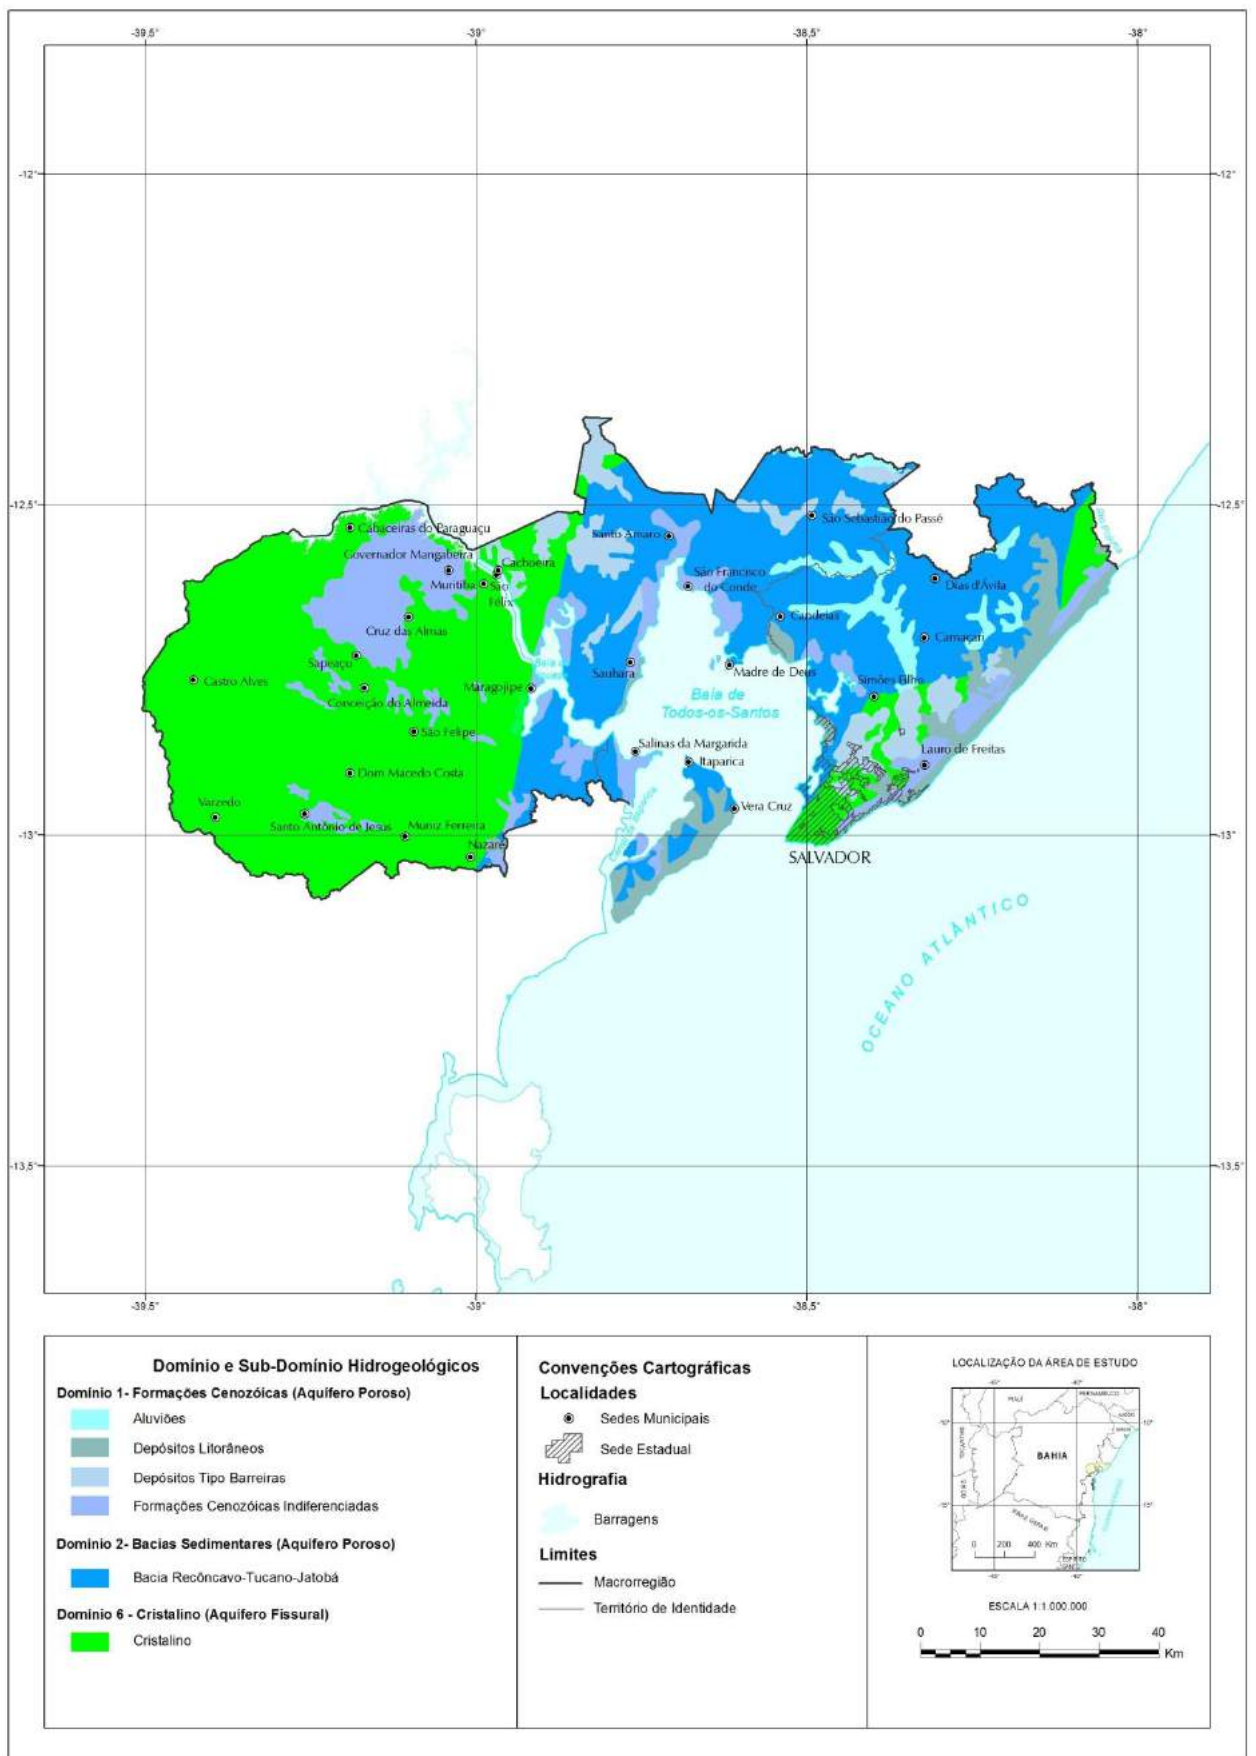 -39,5°
-39°
-38,5°
-38°
-12°
-12°
-12,5°
-12,5°
Cabaceiras do Paraguaçu
Governador Mangabeira
Cachoeira
Muritiba
São
Félix
Cruz das Almas
Sapeaçu
Castro Alves
Conceição do Almeida
Maragojipe
São Felipe
Dom Macedo Costa
Varzedo
Santo Antônio de Jesus
Muniz Ferreira
Nazaré
Santo Amaro
São Sebastião do Passé
São Francisco
do Conde
Dias d'Ávila
Candeias
Camaçari
Saubara
Madre de Deus
Simões Filho
Baía de
Todos-os-Santos
Salinas da Margarida
Itaparica
Lauro de Freitas
Vera Cruz
-13°
-13°
SALVADOR
OCEANO ATLÂNTICO
-13,5°
-13,5°
-39,5°
-39°
-38,5°
-38°
Domínio e Sub-Domínio Hidrogeológicos
Domínio 1- Formações Cenozóicas (Aquífero Poroso)
Aluviões
Depósitos Litorâneos
Depósitos Tipo Barreiras
Formações Cenozóicas Indiferenciadas
Domínio 2- Bacias Sedimentares (Aquífero Poroso)
Bacia Recôncavo-Tucano-Jatobá
Domínio 6 - Cristalino (Aquífero Fissural)
Cristalino
Convenções Cartográficas
Localidades
Sedes Municipais
Sede Estadual
Hidrografia
Barragens
Limites
Macrorregião
Território de Identidade
LOCALIZAÇÃO DA ÁREA DE ESTUDO
PIAUÍ
PERNAMBUCO
BAHIA
0 200 400 Km
ESCALA 1:1.000.000
0 10 20 30 40
Km